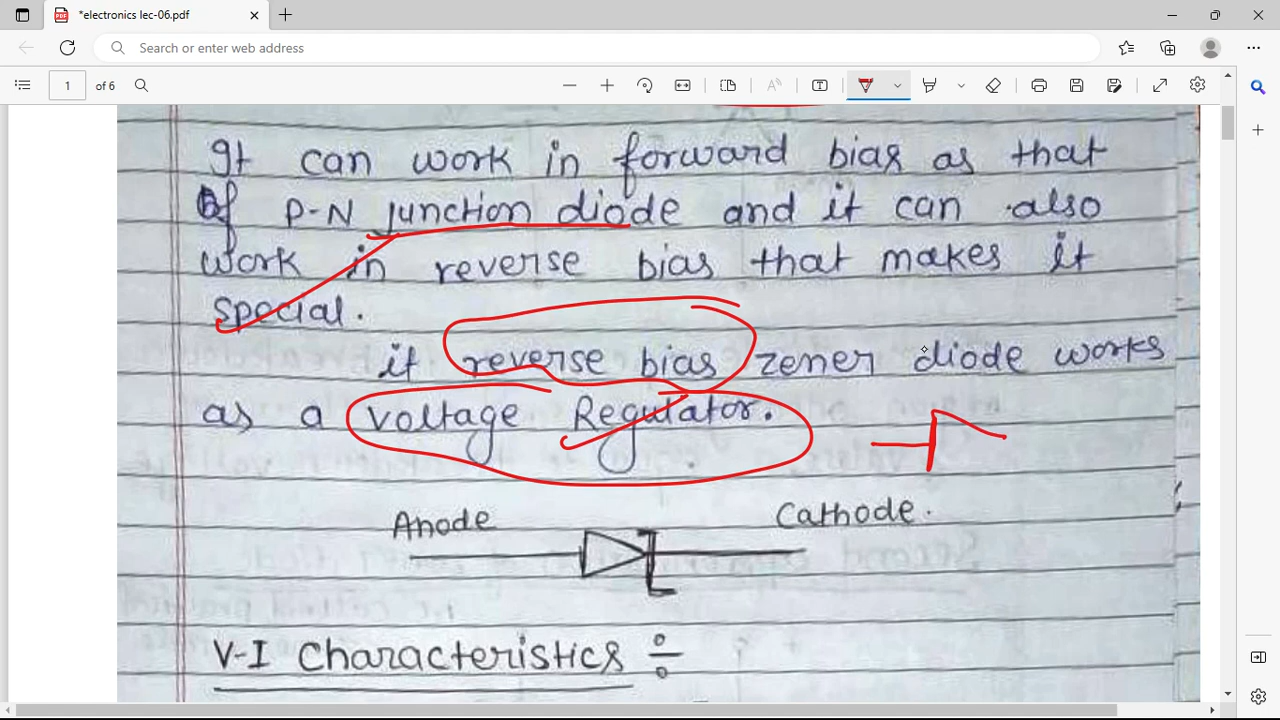 *electronics lec-06.pdf
Search or enter web address
1 of 6
It can work in forward bias as that
of P-N junction diode and it can also
work in reverse bias that makes it
special.
it reverse bias zener diode works
as a voltage Regulator.
Anode Cathode.
V-I Characteristics ÷